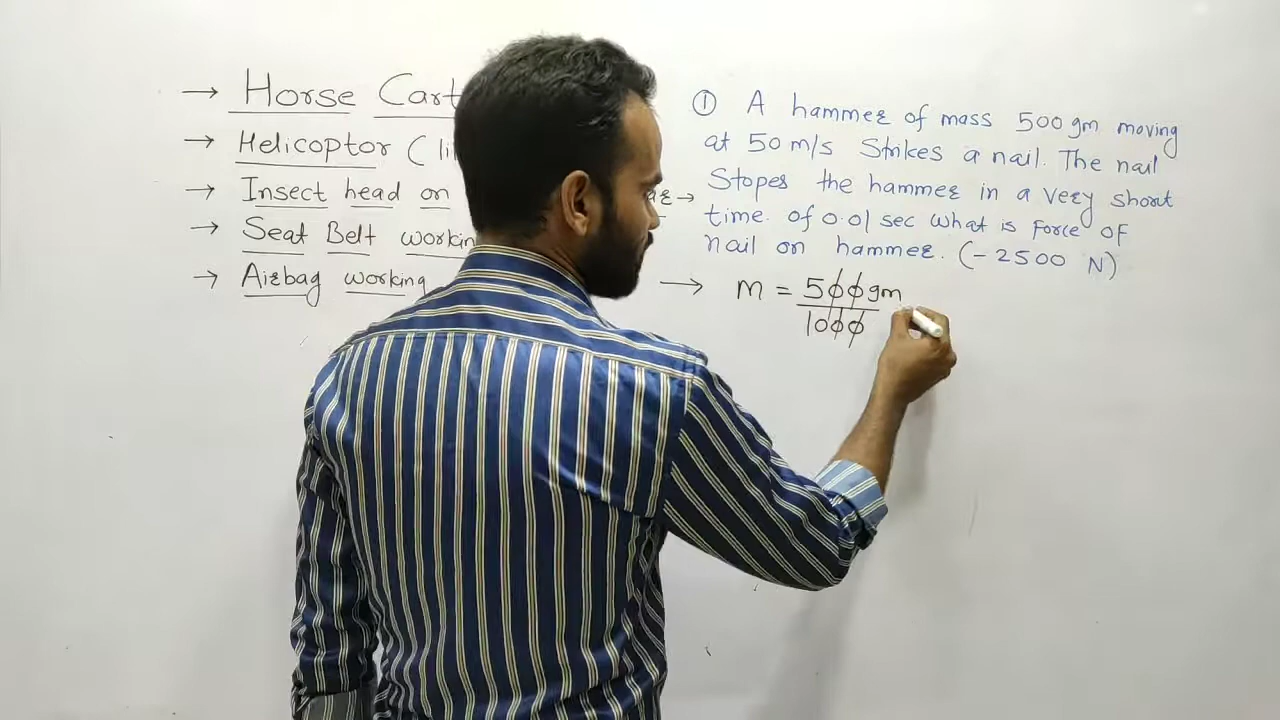 → Horse Cart
→ Helicoptor (li
→ Insect head on
→ Seat Belt workin
→ Airbag working
① A hammer of mass 500 gm moving
at 50 m/s Strikes a nail. The nail
Stopes the hammer in a very short
time. of 0.01 sec what is force of
nail on hammer. (-2500 N)
→ m = 500 gm
1000